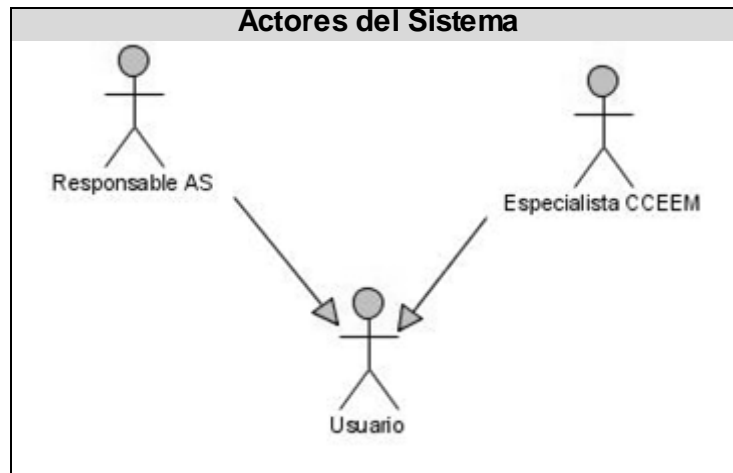 Actores del Sistema
Responsable AS
Especialista CCEEM
Usuario